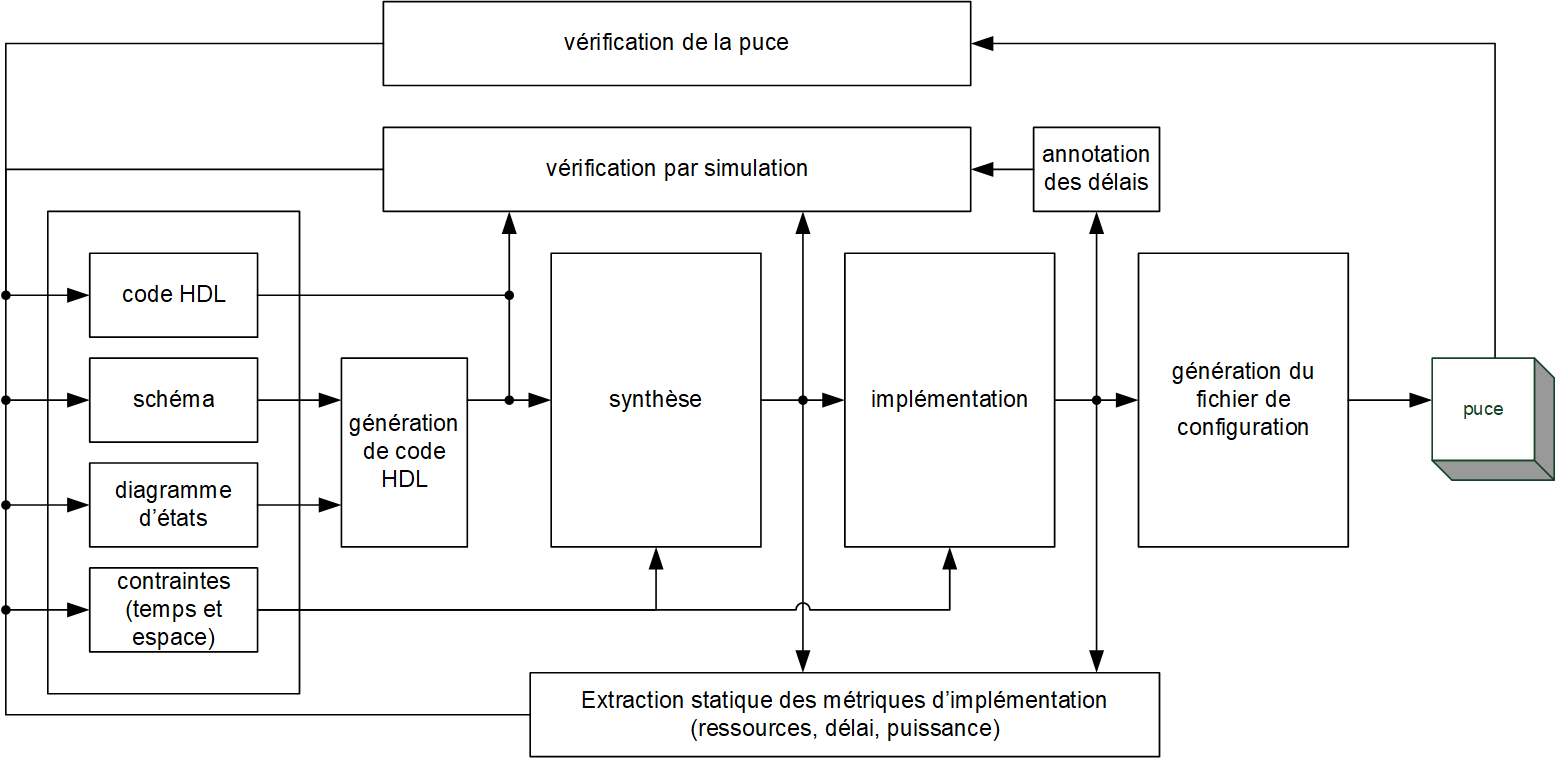 vérification de la puce
vérification par simulation
annotation
des délais
code HDL
schéma
diagramme
d’états
contraintes
(temps et
espace)
génération
de code
HDL
synthèse
implémentation
génération du
fichier de
configuration
puce
Extraction statique des métriques d’implémentation
(ressources, délai, puissance)